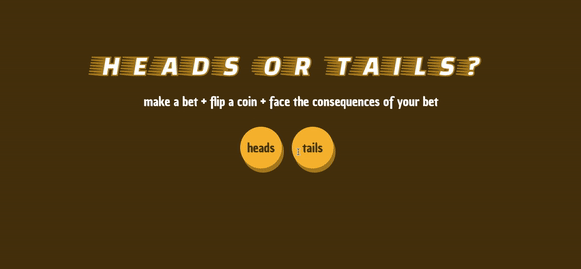 HEADS OR TAILS?
make a bet + flip a coin + face the consequences of your bet
heads
tails